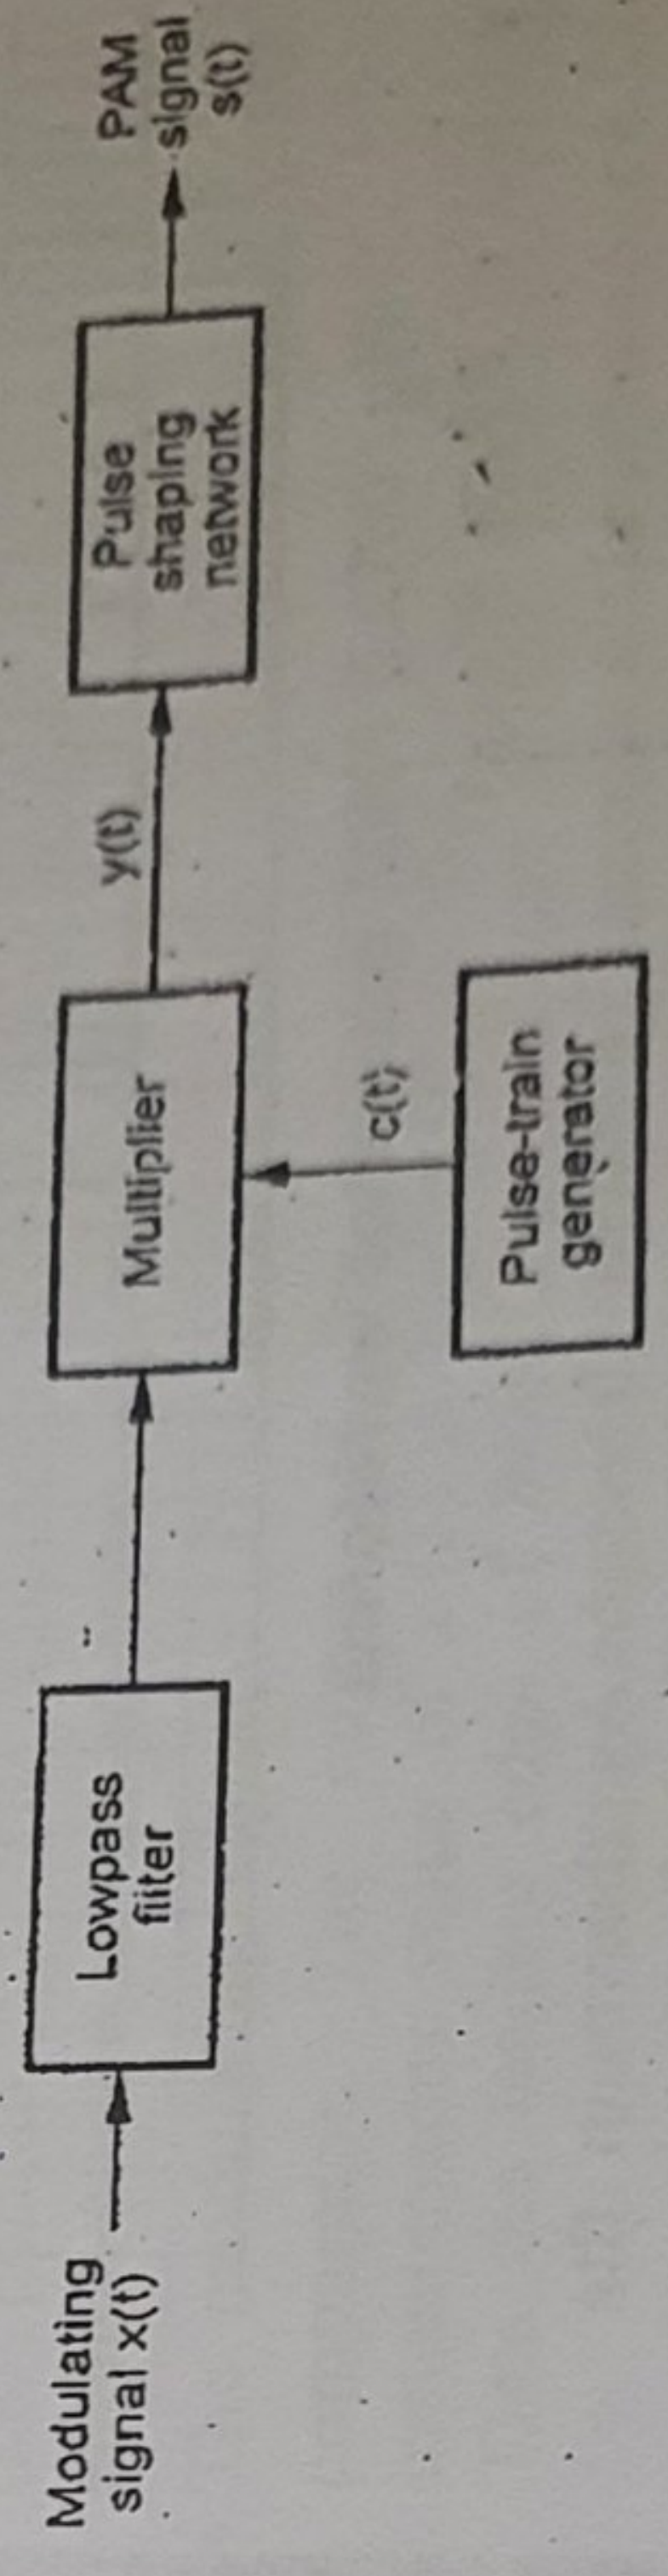 Modulating
signal x(t)
Lowpass
filter
Multiplier
y(t)
Pulse
shaping
network
PAM
signal
s(t)
c(t)
Pulse-train
generator